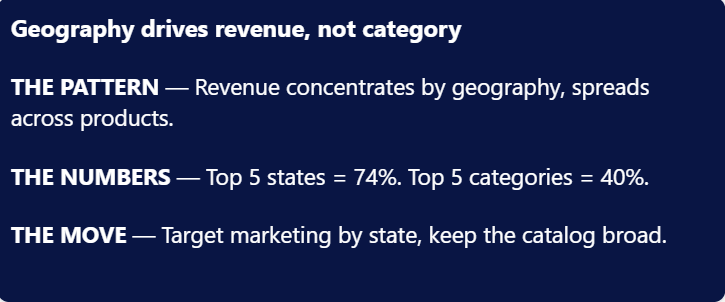 Geography drives revenue, not category
THE PATTERN — Revenue concentrates by geography, spreads
across products.
THE NUMBERS — Top 5 states = 74%. Top 5 categories = 40%.
THE MOVE — Target marketing by state, keep the catalog broad.